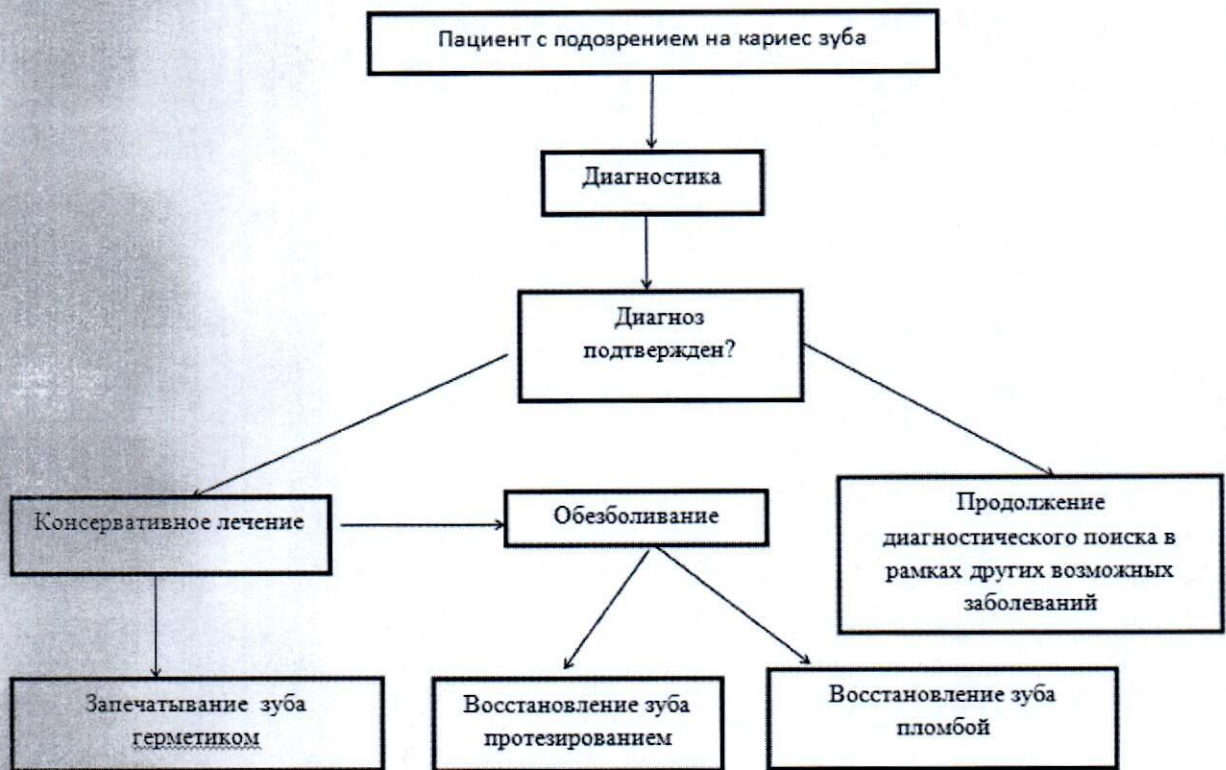 Пациент с подозрением на кариес зуба
Диагностика
Диагноз
подтвержден?
Консервативное лечение
Обезболивание
Продолжение
диагностического поиска в
рамках других возможных
заболеваний
Запечатывание зуба
герметиком
Восстановление зуба
протезированием
Восстановление зуба
пломбой